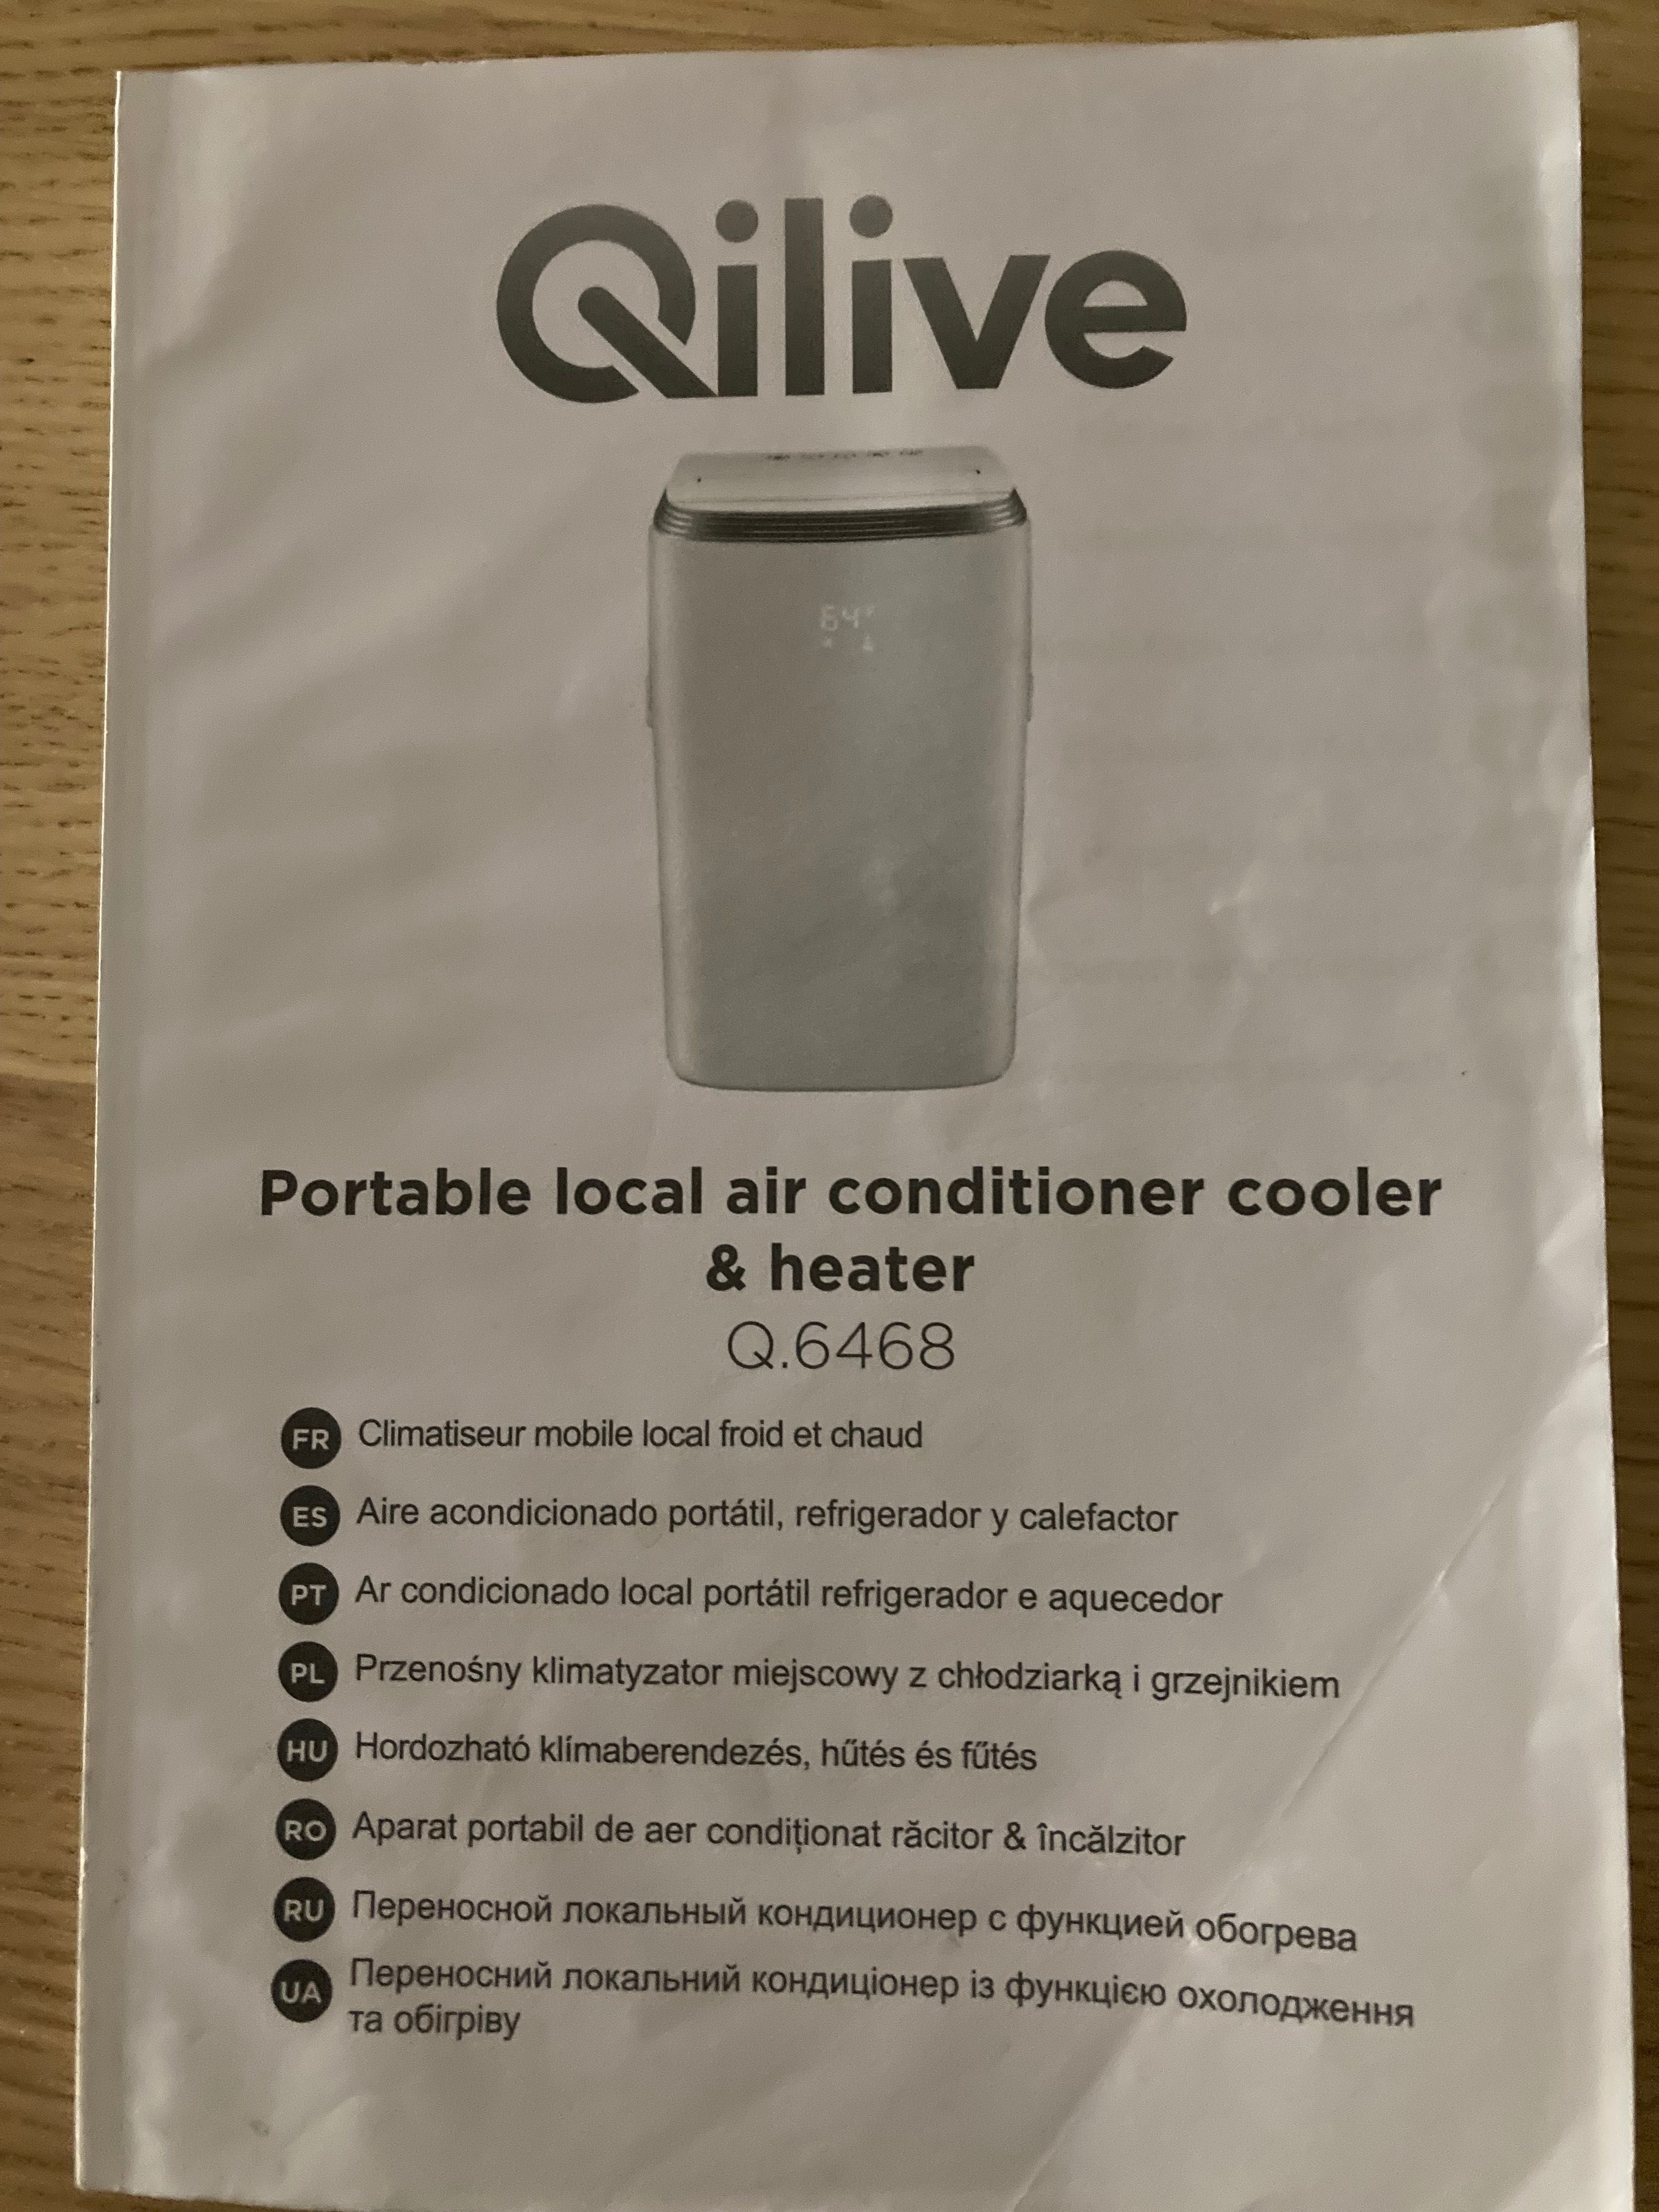 Qilive
64°F
Portable local air conditioner cooler
& heater
Q.6468
FR Climatiseur mobile local froid et chaud
ES Aire acondicionado portátil, refrigerador y calefactor
PT Ar condicionado local portátil refrigerador e aquecedor
PL Przenośny klimatyzator miejscowy z chłodziarką i grzejnikiem
HU Hordozható klímaberendezés, hűtés és fűtés
RO Aparat portabil de aer condiționat răcitor & încălzitor
RU Переносной локальный кондиционер с функцией обогрева
UA Переносний локальний кондиціонер із функцією охолодження
та обігріву